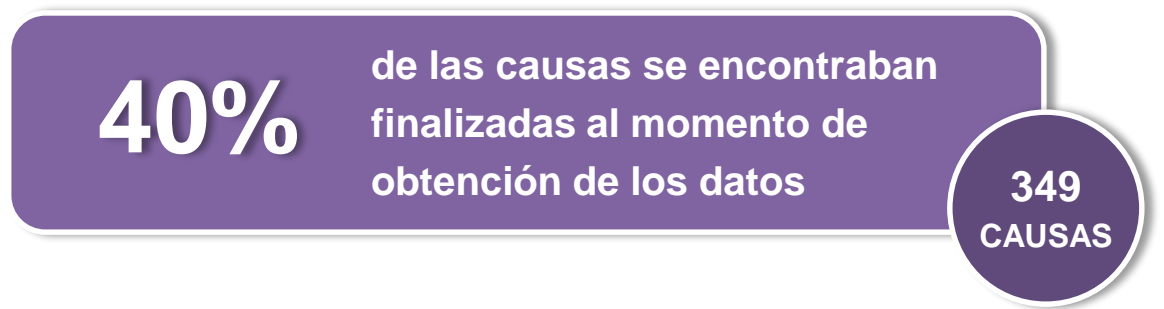 40%
de las causas se encontraban
finalizadas al momento de
obtención de los datos
349
CAUSAS